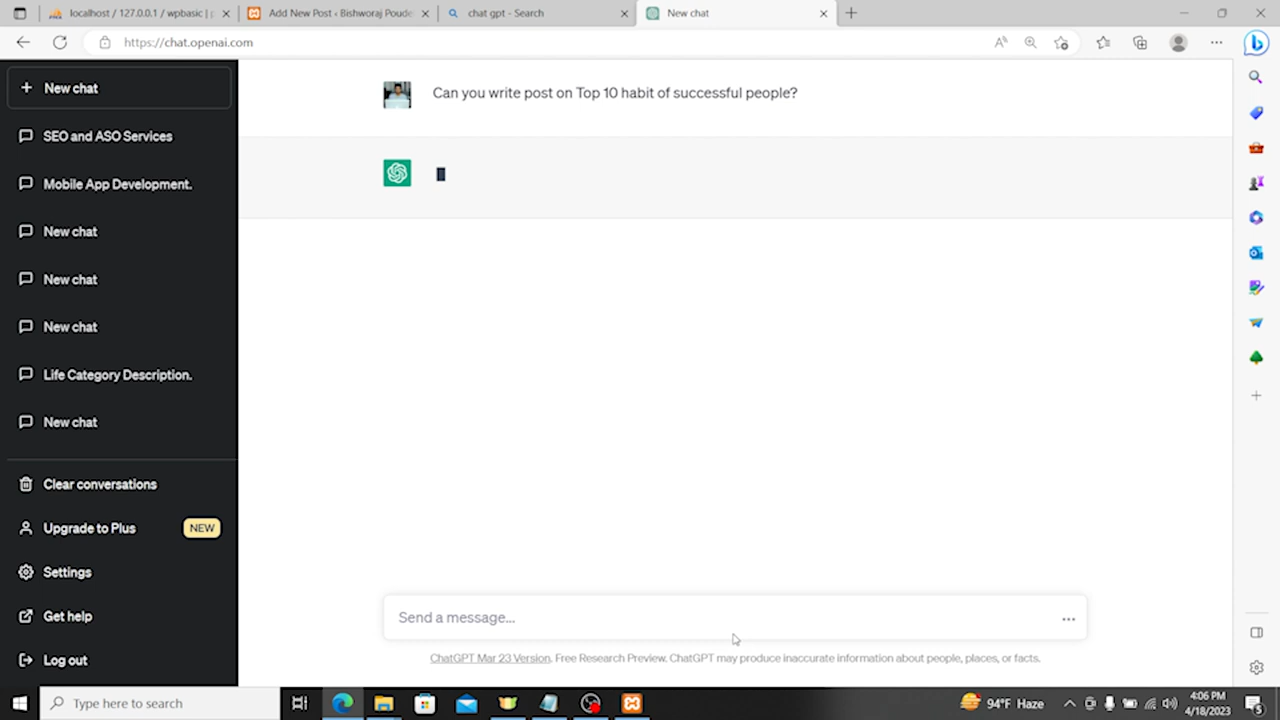 localhost / 127.0.0.1 / wpbasic | p
Add New Post ‹ Bishworaj Poude
chat gpt - Search
New chat
https://chat.openai.com
New chat
SEO and ASO Services
Mobile App Development.
New chat
New chat
New chat
Life Category Description.
New chat
Clear conversations
Upgrade to Plus NEW
Settings
Get help
Log out
Can you write post on Top 10 habit of successful people?
Send a message...
ChatGPT Mar 23 Version. Free Research Preview. ChatGPT may produce inaccurate information about people, places, or facts.
Type here to search
94°F Haze
4:06 PM
4/18/2023
5